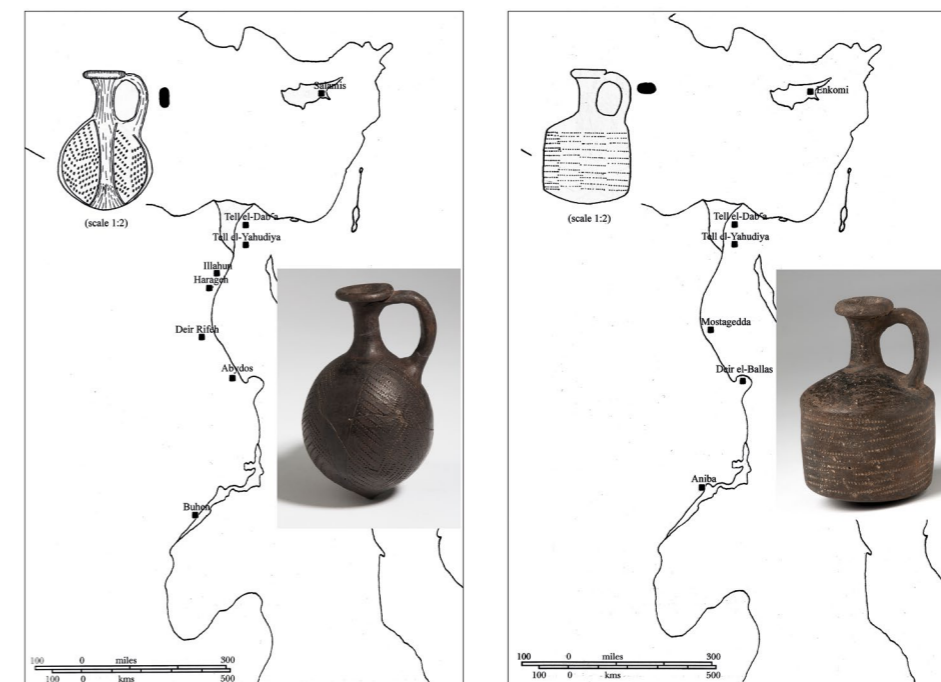 Salamis
(scale 1:2)
Tell el-Dabʿa
Tell el-Yahudiya
Illahun
Harageh
Deir Rifeh
Abydos
Buhen
100 0 miles 300
100 0 kms 500
Enkomi
(scale 1:2)
Tell el-Dabʿa
Tell el-Yahudiya
Mostagedda
Deir el-Ballas
Aniba
100 0 miles 300
100 0 kms 500